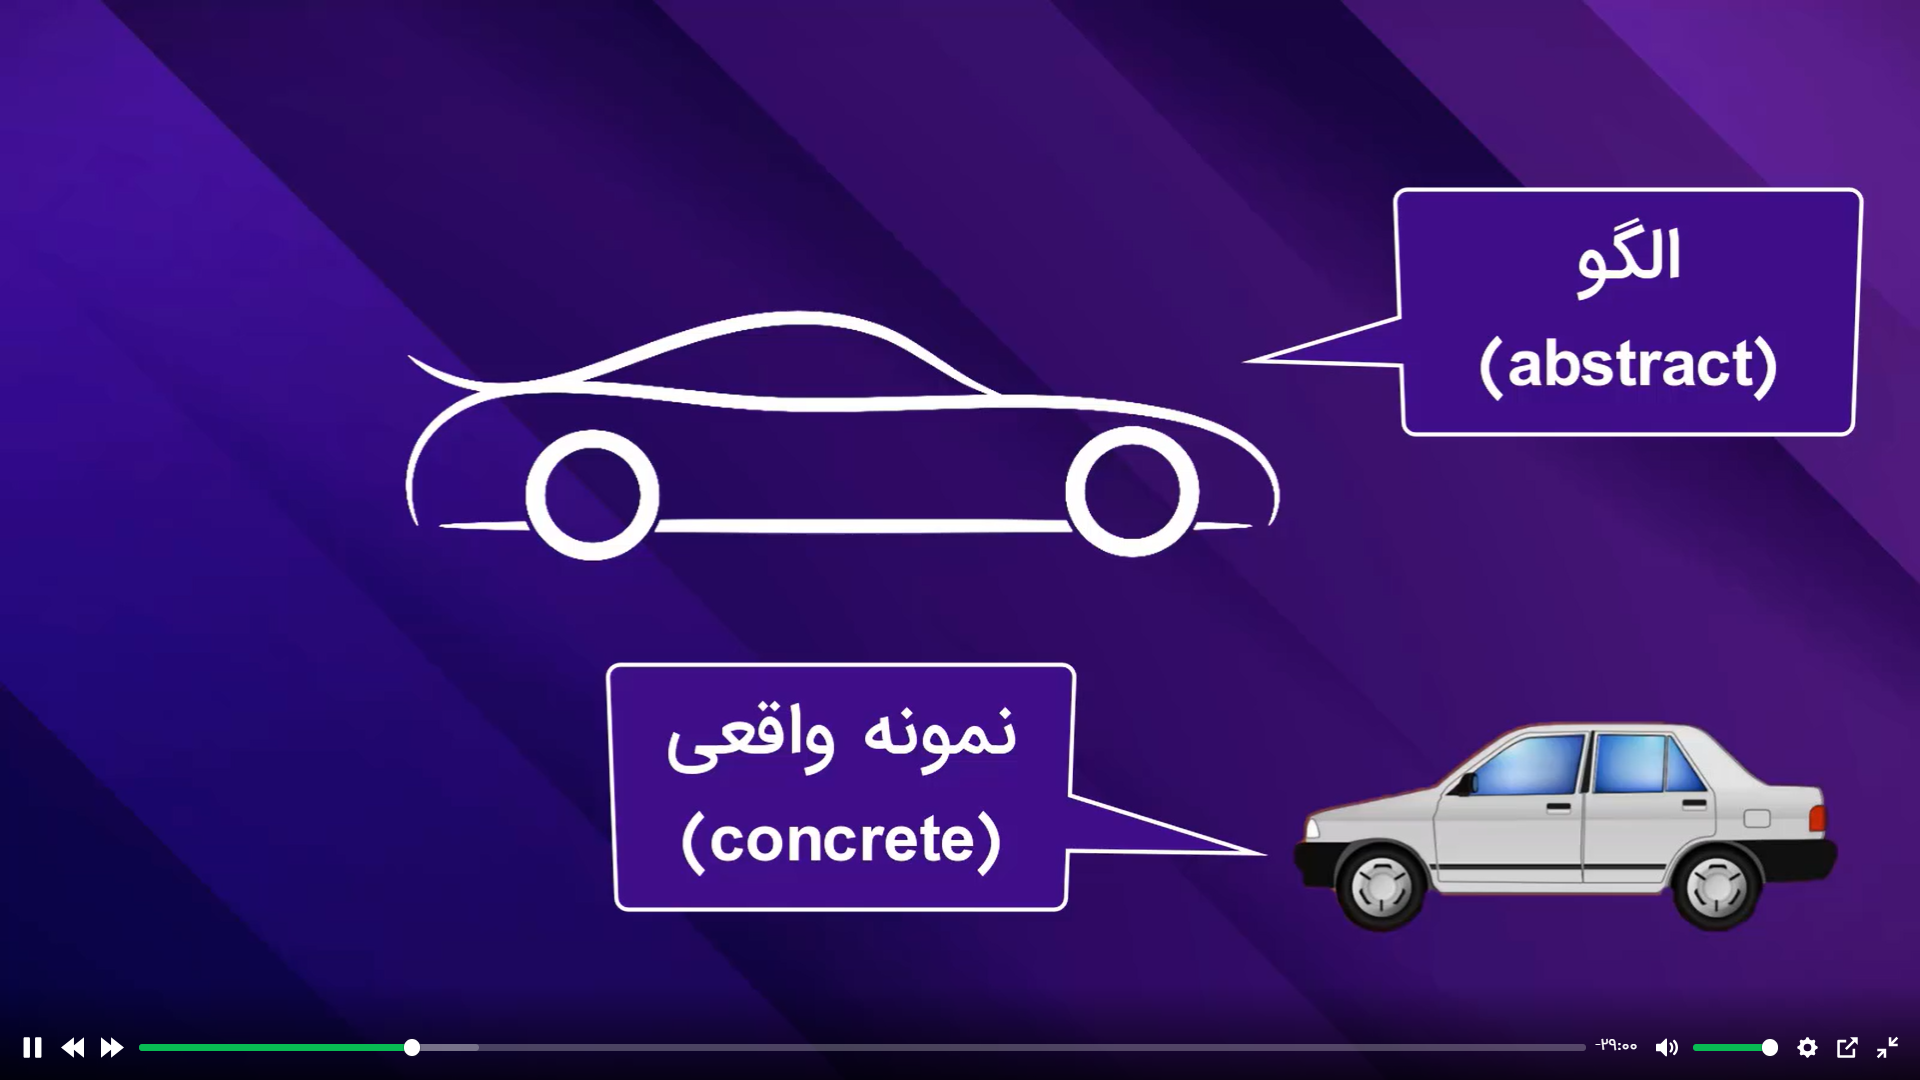 الگو
(abstract)
نمونه واقعی
(concrete)
-۲۹:۰۰